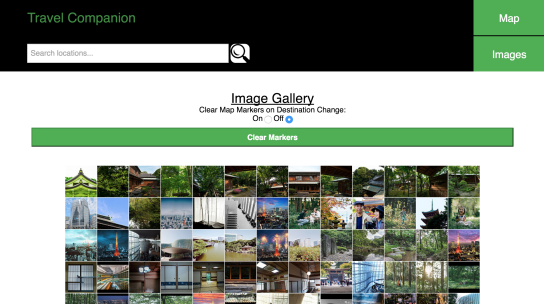 Travel Companion
Map
Search locations...
Images
Image Gallery
Clear Map Markers on Destination Change:
On Off
Clear Markers